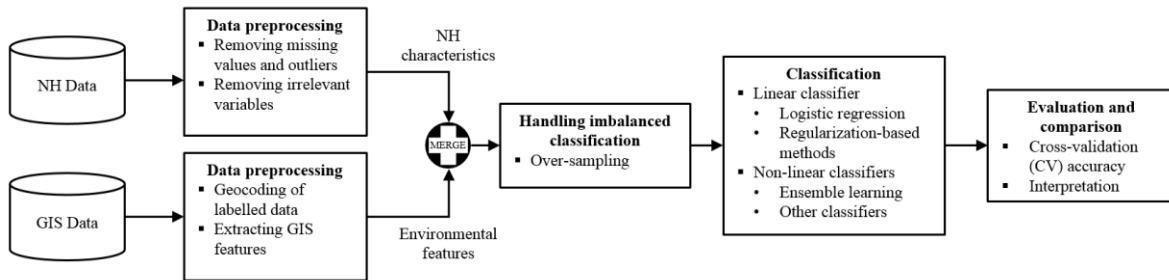 NH Data
Data preprocessing
▪ Removing missing
values and outliers
▪ Removing irrelevant
variables
NH
characteristics
GIS Data
Data preprocessing
▪ Geocoding of
labelled data
▪ Extracting GIS
features
Environmental
features
MERGE
Handling imbalanced
classification
▪ Over-sampling
Classification
▪ Linear classifier
• Logistic regression
• Regularization-based
methods
▪ Non-linear classifiers
• Ensemble learning
• Other classifiers
Evaluation and
comparison
▪ Cross-validation
(CV) accuracy
▪ Interpretation